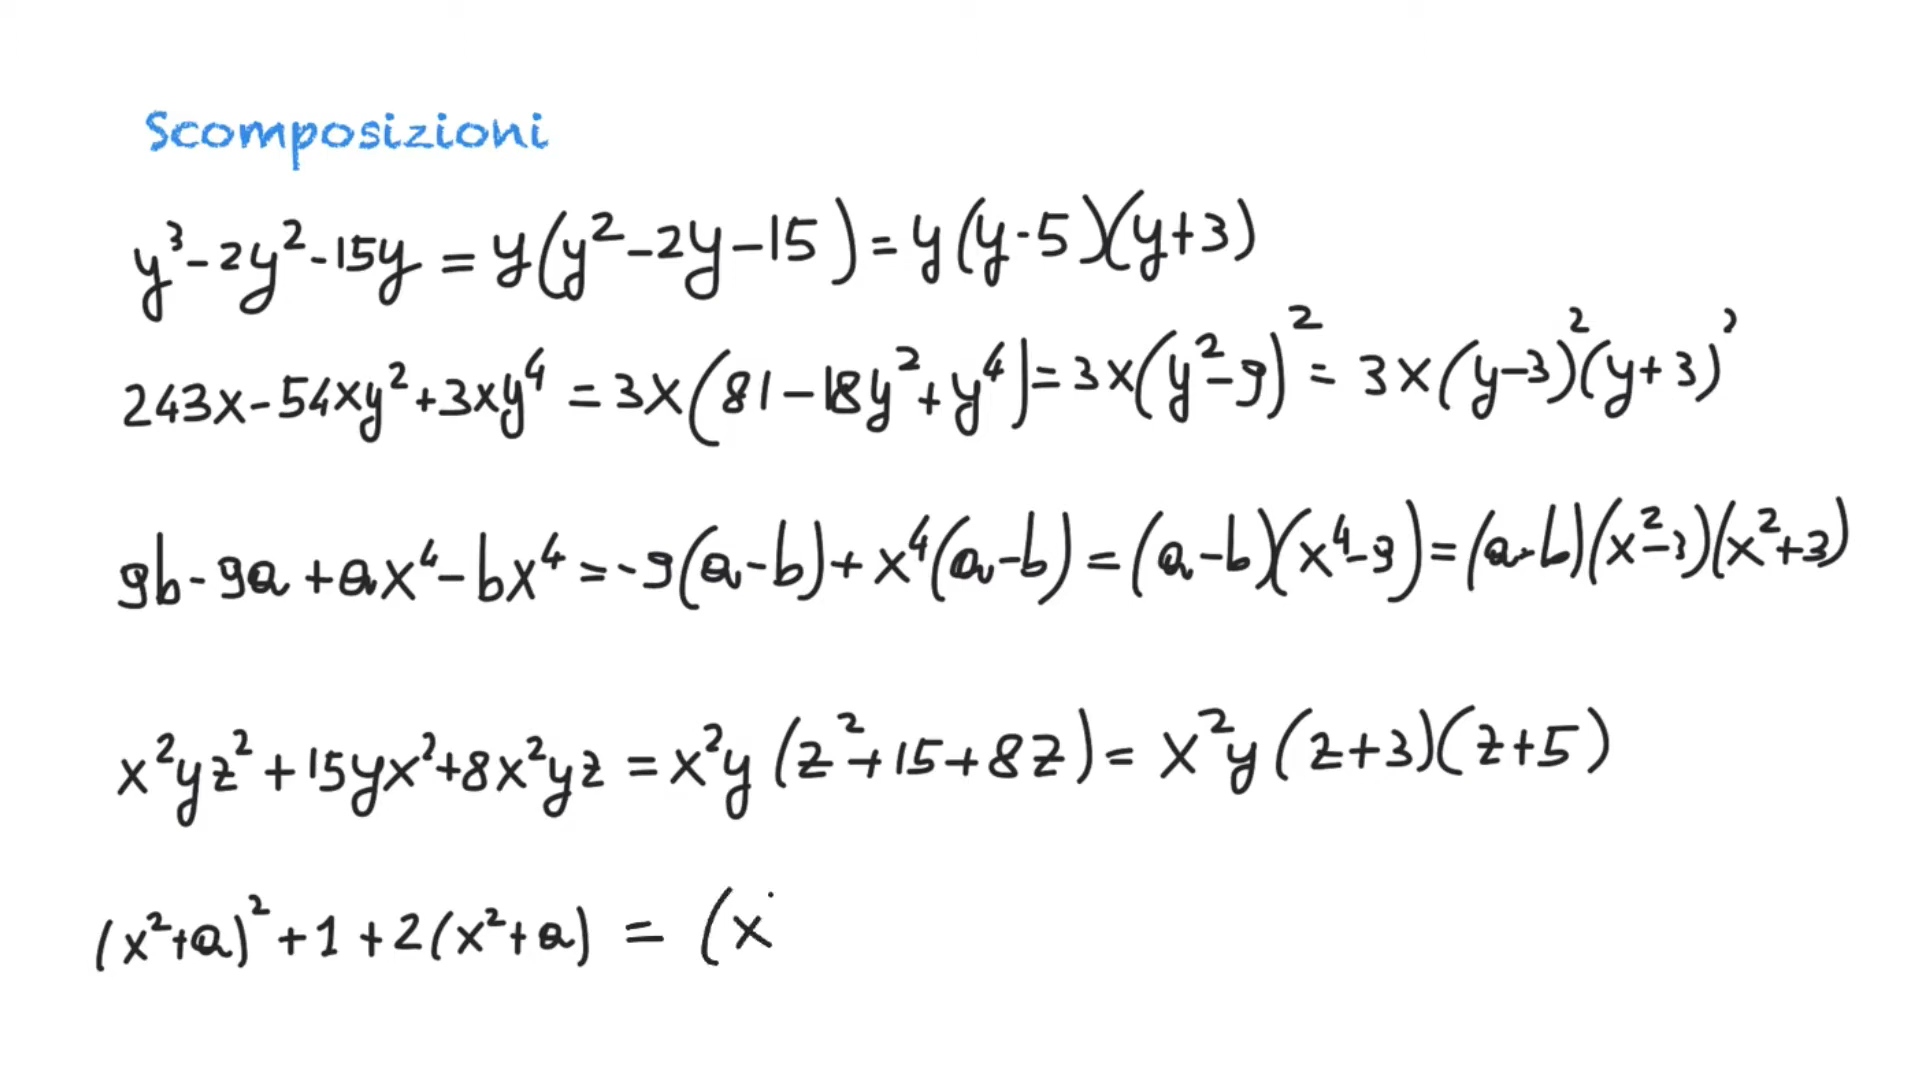 Scomposizioni
y³-2y²-15y = y(y²-2y-15) = y(y-5)(y+3)
243x-54xy²+3xy⁴ = 3x(81-18y²+y⁴) = 3x(y²-9)² = 3x(y-3)²(y+3)²
9b-9a+ax⁴-bx⁴ = -9(a-b)+x⁴(a-b) = (a-b)(x⁴-9) = (a-b)(x²-3)(x²+3)
x²yz²+15yx²+8x²yz = x²y(z²+15+8z) = x²y(z+3)(z+5)
(x²+a)²+1+2(x²+a) = (x